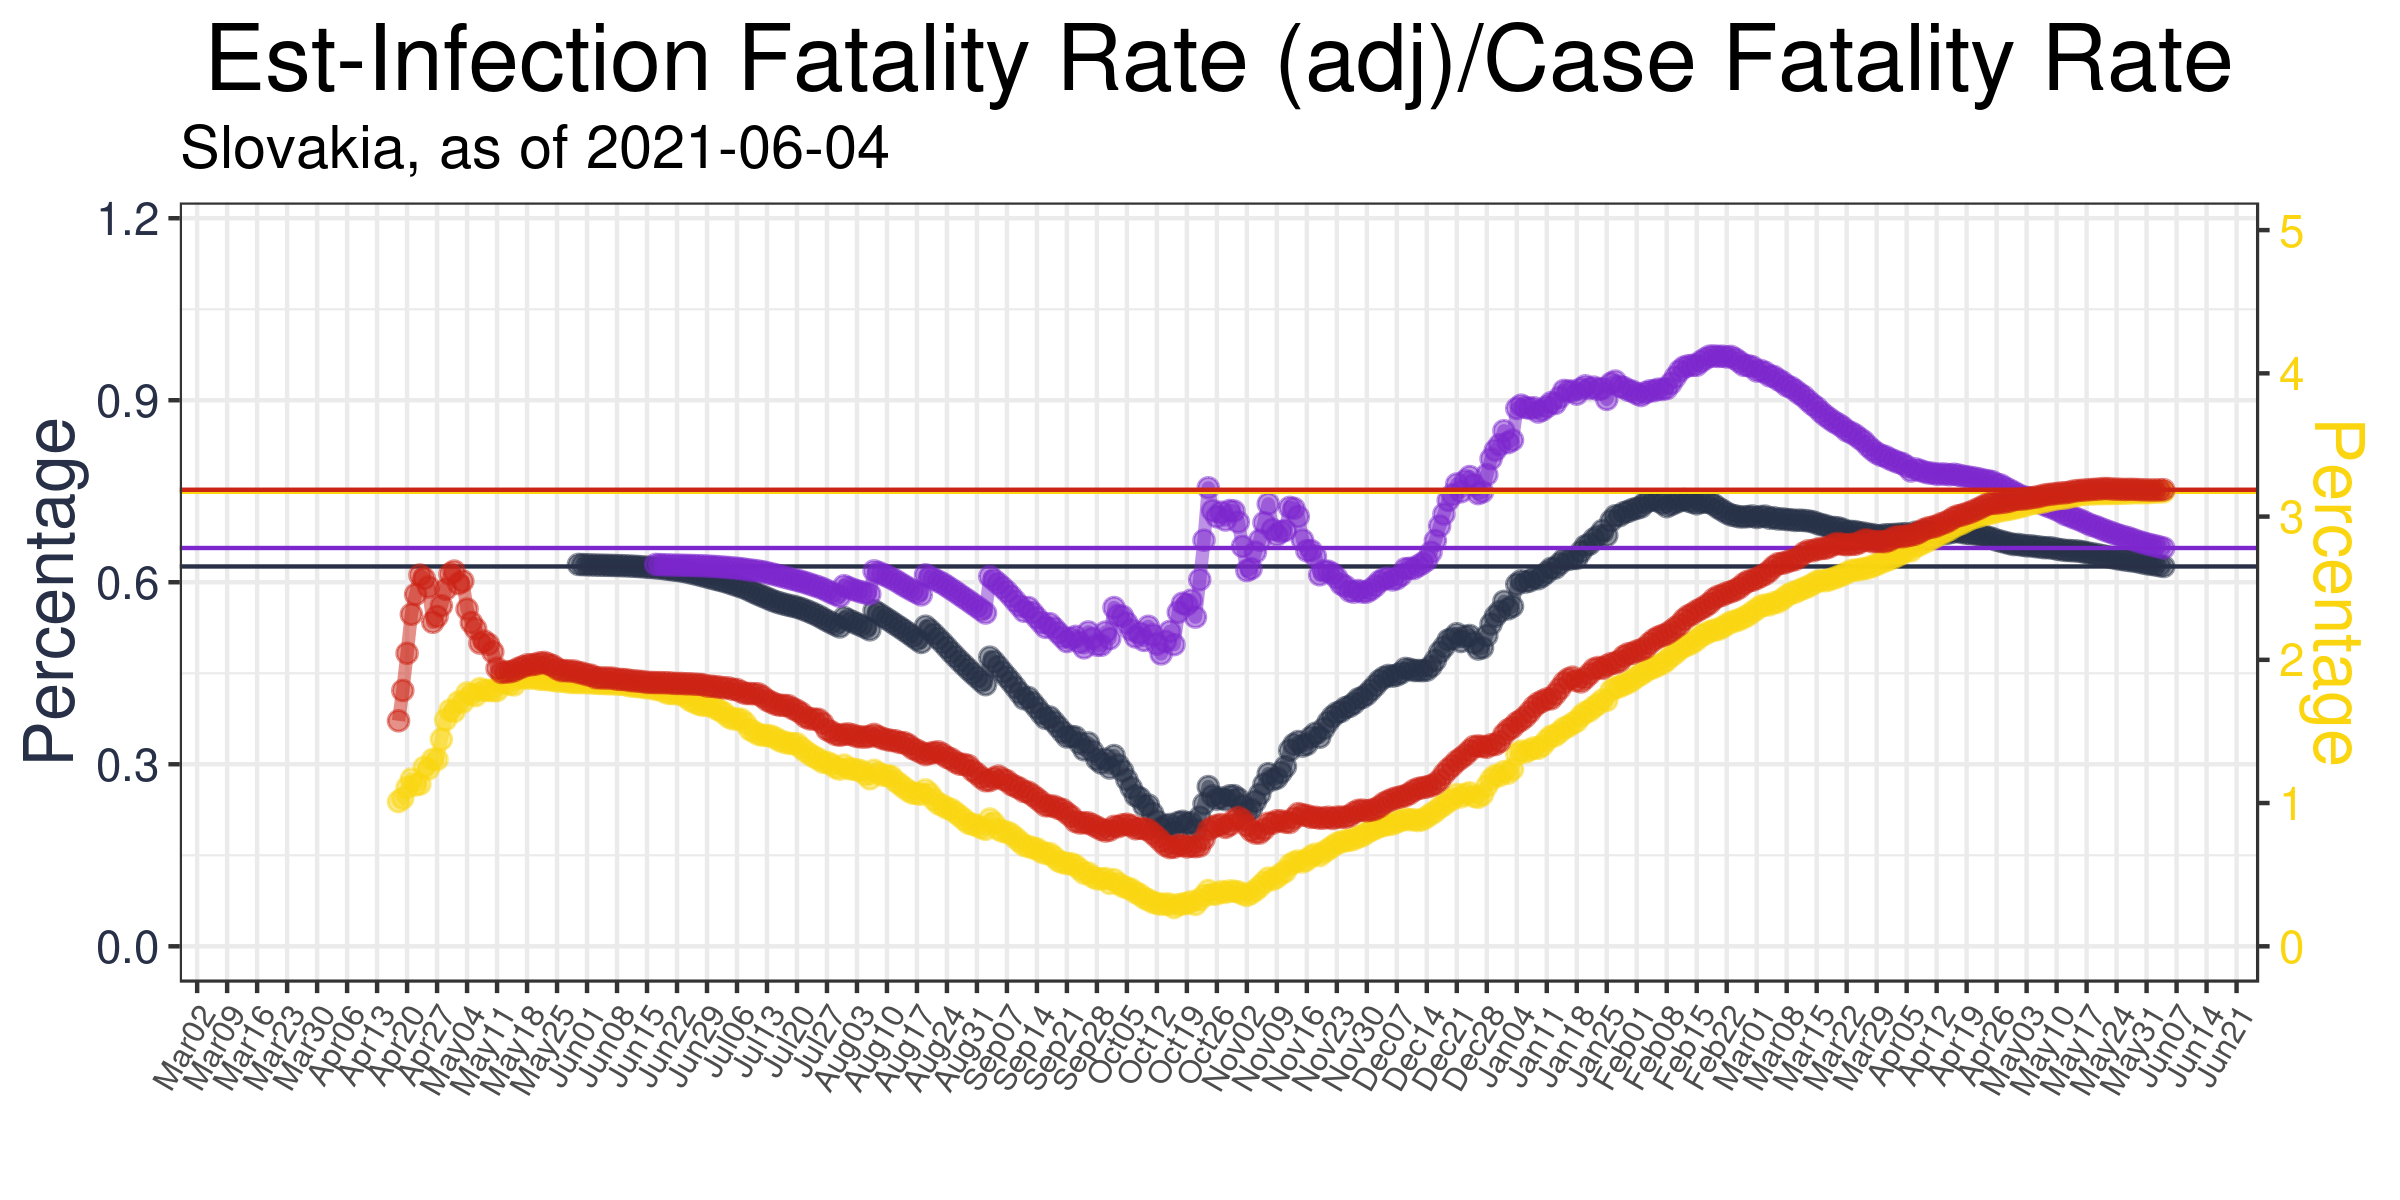 Est-Infection Fatality Rate (adj)/Case Fatality Rate
Slovakia, as of 2021-06-04
Percentage
1.2
0.9
0.6
0.3
0.0
5
4
3
2
1
0
Percentage
Mar02
Mar09
Mar16
Mar23
Mar30
Apr06
Apr13
Apr20
Apr27
May04
May11
May18
May25
Jun01
Jun08
Jun15
Jun22
Jun29
Jul06
Jul13
Jul20
Jul27
Aug03
Aug10
Aug17
Aug24
Aug31
Sep07
Sep14
Sep21
Sep28
Oct05
Oct12
Oct19
Oct26
Nov02
Nov09
Nov16
Nov23
Nov30
Dec07
Dec14
Dec21
Dec28
Jan04
Jan11
Jan18
Jan25
Feb01
Feb08
Feb15
Feb22
Mar01
Mar08
Mar15
Mar22
Mar29
Apr05
Apr12
Apr19
Apr26
May03
May10
May17
May24
May31
Jun07
Jun14
Jun21